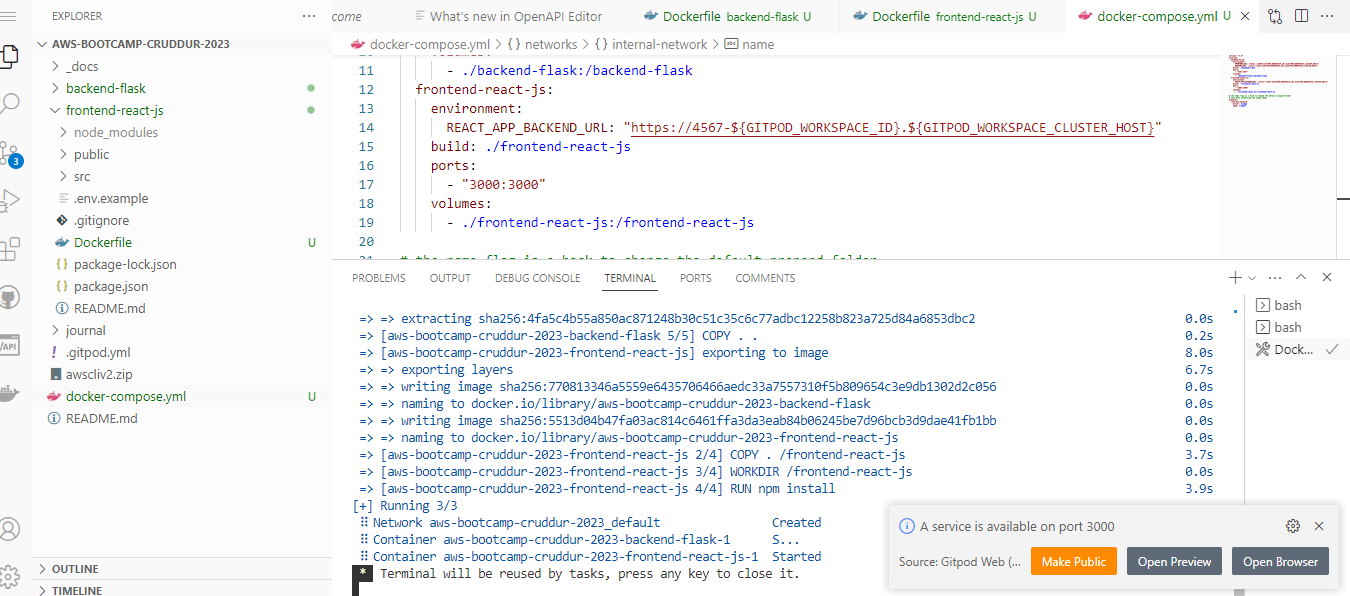 EXPLORER
AWS-BOOTCAMP-CRUDDUR-2023
_docs
backend-flask
frontend-react-js
node_modules
public
src
.env.example
.gitignore
Dockerfile U
package-lock.json
package.json
README.md
journal
.gitpod.yml
awscliv2.zip
docker-compose.yml U
README.md
OUTLINE
TIMELINE
3
/API
come
What's new in OpenAPI Editor
Dockerfile backend-flask U
Dockerfile frontend-react-js U
docker-compose.yml U
docker-compose.yml > {} networks > {} internal-network > abc name
11 - ./backend-flask:/backend-flask
12 frontend-react-js:
13 environment:
14 REACT_APP_BACKEND_URL: "https://4567-${GITPOD_WORKSPACE_ID}.${GITPOD_WORKSPACE_CLUSTER_HOST}"
15 build: ./frontend-react-js
16 ports:
17 - "3000:3000"
18 volumes:
19 - ./frontend-react-js:/frontend-react-js
20
PROBLEMS OUTPUT DEBUG CONSOLE TERMINAL PORTS COMMENTS
=> => extracting sha256:4fa5c4b55a850ac871248b30c51c35c6c77adbc12258b823a725d84a6853dbc2 0.0s
=> [aws-bootcamp-cruddur-2023-backend-flask 5/5] COPY . . 0.2s
=> [aws-bootcamp-cruddur-2023-frontend-react-js] exporting to image 8.0s
=> => exporting layers 6.7s
=> => writing image sha256:770813346a5559e6435706466aedc33a7557310f5b809654c3e9db1302d2c056 0.0s
=> => naming to docker.io/library/aws-bootcamp-cruddur-2023-backend-flask 0.0s
=> => writing image sha256:5513d04b47fa03ac814c6461ffa3da3eab84b06245be7d96bcb3d9dae41fb1bb 0.0s
=> => naming to docker.io/library/aws-bootcamp-cruddur-2023-frontend-react-js 0.0s
=> [aws-bootcamp-cruddur-2023-frontend-react-js 2/4] COPY . /frontend-react-js 3.7s
=> [aws-bootcamp-cruddur-2023-frontend-react-js 3/4] WORKDIR /frontend-react-js 0.0s
=> [aws-bootcamp-cruddur-2023-frontend-react-js 4/4] RUN npm install 3.9s
[+] Running 3/3
Network aws-bootcamp-cruddur-2023_default Created
Container aws-bootcamp-cruddur-2023-backend-flask-1 S...
Container aws-bootcamp-cruddur-2023-frontend-react-js-1 Started
* Terminal will be reused by tasks, press any key to close it.
bash
bash
Dock...
A service is available on port 3000
Source: Gitpod Web (...
Make Public
Open Preview
Open Browser